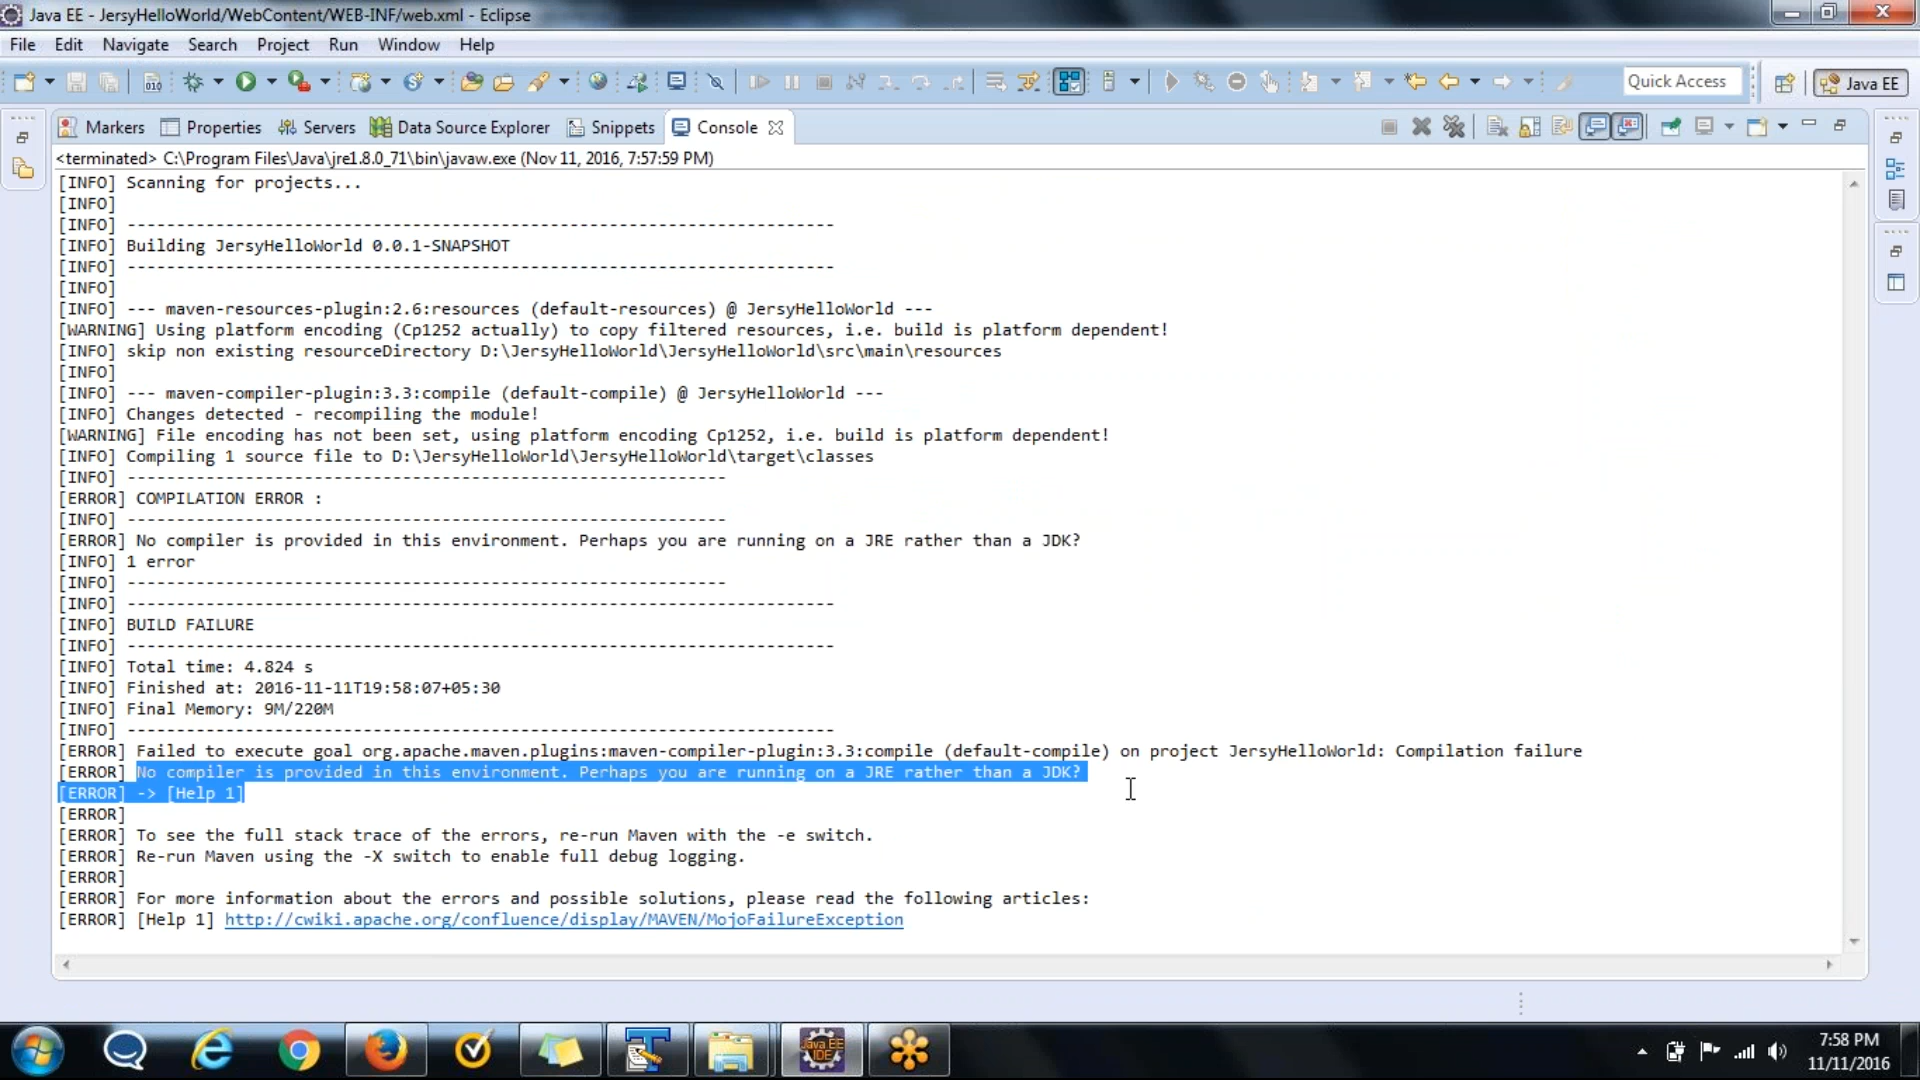 Java EE - JersyHelloWorld/WebContent/WEB-INF/web.xml - Eclipse
File Edit Navigate Search Project Run Window Help
Quick Access
Java EE
Markers Properties Servers Data Source Explorer Snippets Console
<terminated> C:\Program Files\Java\jre1.8.0_71\bin\javaw.exe (Nov 11, 2016, 7:57:59 PM)
[INFO] Scanning for projects...
[INFO]
[INFO] ------------------------------------------------------------------------
[INFO] Building JersyHelloWorld 0.0.1-SNAPSHOT
[INFO] ------------------------------------------------------------------------
[INFO]
[INFO] --- maven-resources-plugin:2.6:resources (default-resources) @ JersyHelloWorld ---
[WARNING] Using platform encoding (Cp1252 actually) to copy filtered resources, i.e. build is platform dependent!
[INFO] skip non existing resourceDirectory D:\JersyHelloWorld\JersyHelloWorld\src\main\resources
[INFO]
[INFO] --- maven-compiler-plugin:3.3:compile (default-compile) @ JersyHelloWorld ---
[INFO] Changes detected - recompiling the module!
[WARNING] File encoding has not been set, using platform encoding Cp1252, i.e. build is platform dependent!
[INFO] Compiling 1 source file to D:\JersyHelloWorld\JersyHelloWorld\target\classes
[INFO] -------------------------------------------------------------
[ERROR] COMPILATION ERROR :
[INFO] -------------------------------------------------------------
[ERROR] No compiler is provided in this environment. Perhaps you are running on a JRE rather than a JDK?
[INFO] 1 error
[INFO] -------------------------------------------------------------
[INFO] ------------------------------------------------------------------------
[INFO] BUILD FAILURE
[INFO] ------------------------------------------------------------------------
[INFO] Total time: 4.824 s
[INFO] Finished at: 2016-11-11T19:58:07+05:30
[INFO] Final Memory: 9M/220M
[INFO] ------------------------------------------------------------------------
[ERROR] Failed to execute goal org.apache.maven.plugins:maven-compiler-plugin:3.3:compile (default-compile) on project JersyHelloWorld: Compilation failure
[ERROR] No compiler is provided in this environment. Perhaps you are running on a JRE rather than a JDK?
[ERROR] -> [Help 1]
[ERROR]
[ERROR] To see the full stack trace of the errors, re-run Maven with the -e switch.
[ERROR] Re-run Maven using the -X switch to enable full debug logging.
[ERROR]
[ERROR] For more information about the errors and possible solutions, please read the following articles:
[ERROR] [Help 1] http://cwiki.apache.org/confluence/display/MAVEN/MojoFailureException
Java EE
IDE
7:58 PM
11/11/2016